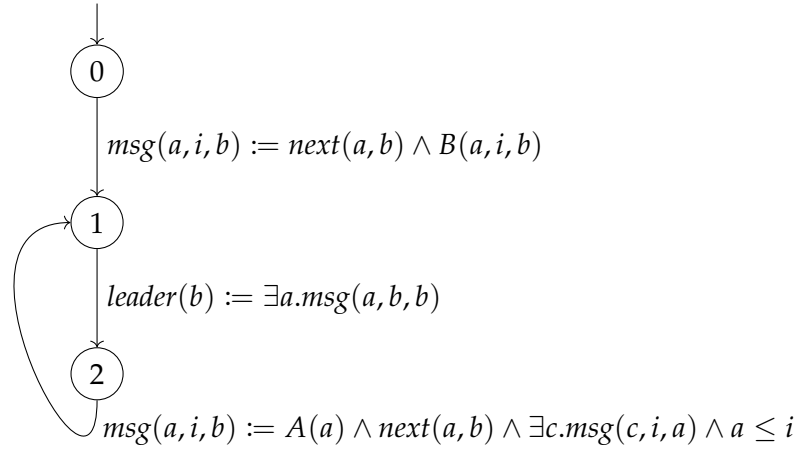 0
msg(a, i, b) := next(a, b) ∧ B(a, i, b)
1
leader(b) := ∃a.msg(a, b, b)
2
msg(a, i, b) := A(a) ∧ next(a, b) ∧ ∃c.msg(c, i, a) ∧ a ≤ i